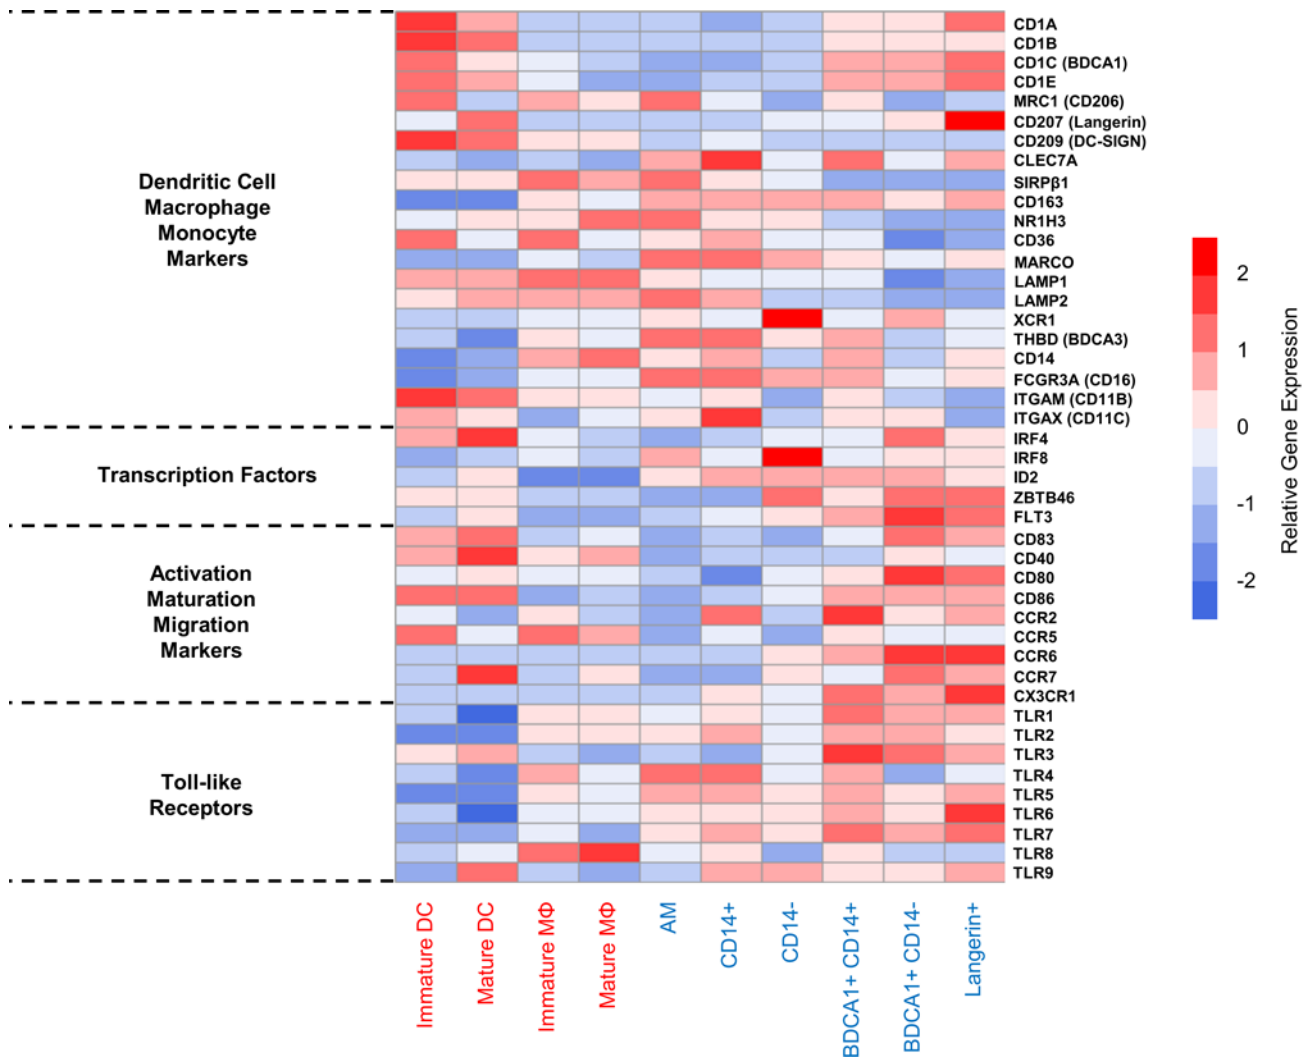 Dendritic Cell
Macrophage
Monocyte
Markers
Transcription Factors
Activation
Maturation
Migration
Markers
Toll-like
Receptors
CD1A
CD1B
CD1C (BDCA1)
CD1E
MRC1 (CD206)
CD207 (Langerin)
CD209 (DC-SIGN)
CLEC7A
SIRPβ1
CD163
NR1H3
CD36
MARCO
LAMP1
LAMP2
XCR1
THBD (BDCA3)
CD14
FCGR3A (CD16)
ITGAM (CD11B)
ITGAX (CD11C)
IRF4
IRF8
ID2
ZBTB46
FLT3
CD83
CD40
CD80
CD86
CCR2
CCR5
CCR6
CCR7
CX3CR1
TLR1
TLR2
TLR3
TLR4
TLR5
TLR6
TLR7
TLR8
TLR9
2
1
0
-1
-2
Relative Gene Expression
Immature DC
Mature DC
Immature MΦ
Mature MΦ
AM
CD14+
CD14-
BDCA1+ CD14+
BDCA1+ CD14-
Langerin+